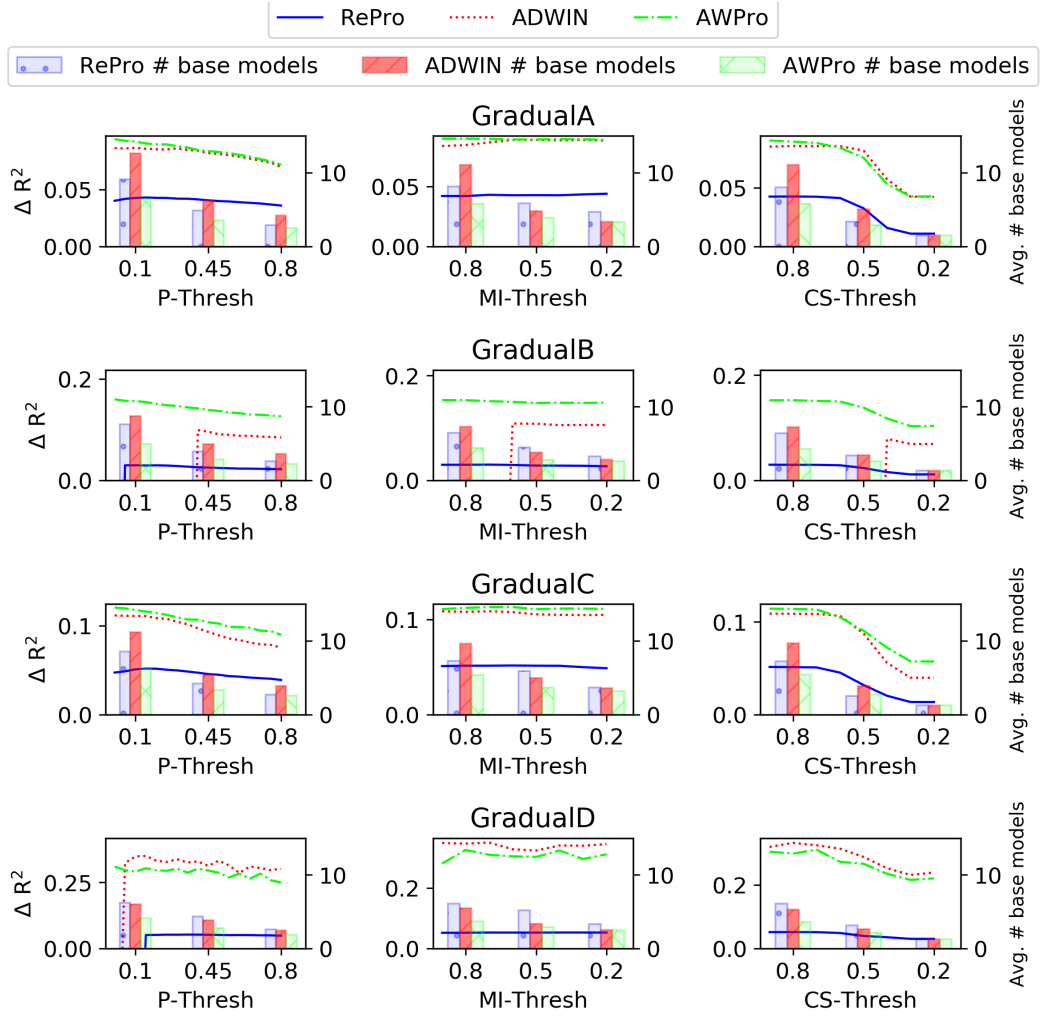 RePro ADWIN AWPro
RePro # base models ADWIN # base models AWPro # base models
GradualA
Δ R²
0.05
0.00
10
0
10
0
0.05
0.00
10
0
0.05
0.00
Avg. # base models
0.1 0.45 0.8
0.8 0.5 0.2
0.8 0.5 0.2
P-Thresh MI-Thresh CS-Thresh
GradualB
Δ R²
0.2
0.0
10
0
0.2
0.0
10
0
0.2
0.0
10
0
Avg. # base models
0.1 0.45 0.8
0.8 0.5 0.2
0.8 0.5 0.2
P-Thresh MI-Thresh CS-Thresh
GradualC
Δ R²
0.1
0.0
10
0
0.1
0.0
10
0
0.1
0.0
10
0
Avg. # base models
0.1 0.45 0.8
0.8 0.5 0.2
0.8 0.5 0.2
P-Thresh MI-Thresh CS-Thresh
GradualD
Δ R²
0.25
0.00
10
0
0.2
0.0
10
0
0.2
0.0
10
0
Avg. # base models
0.1 0.45 0.8
0.8 0.5 0.2
0.8 0.5 0.2
P-Thresh MI-Thresh CS-Thresh